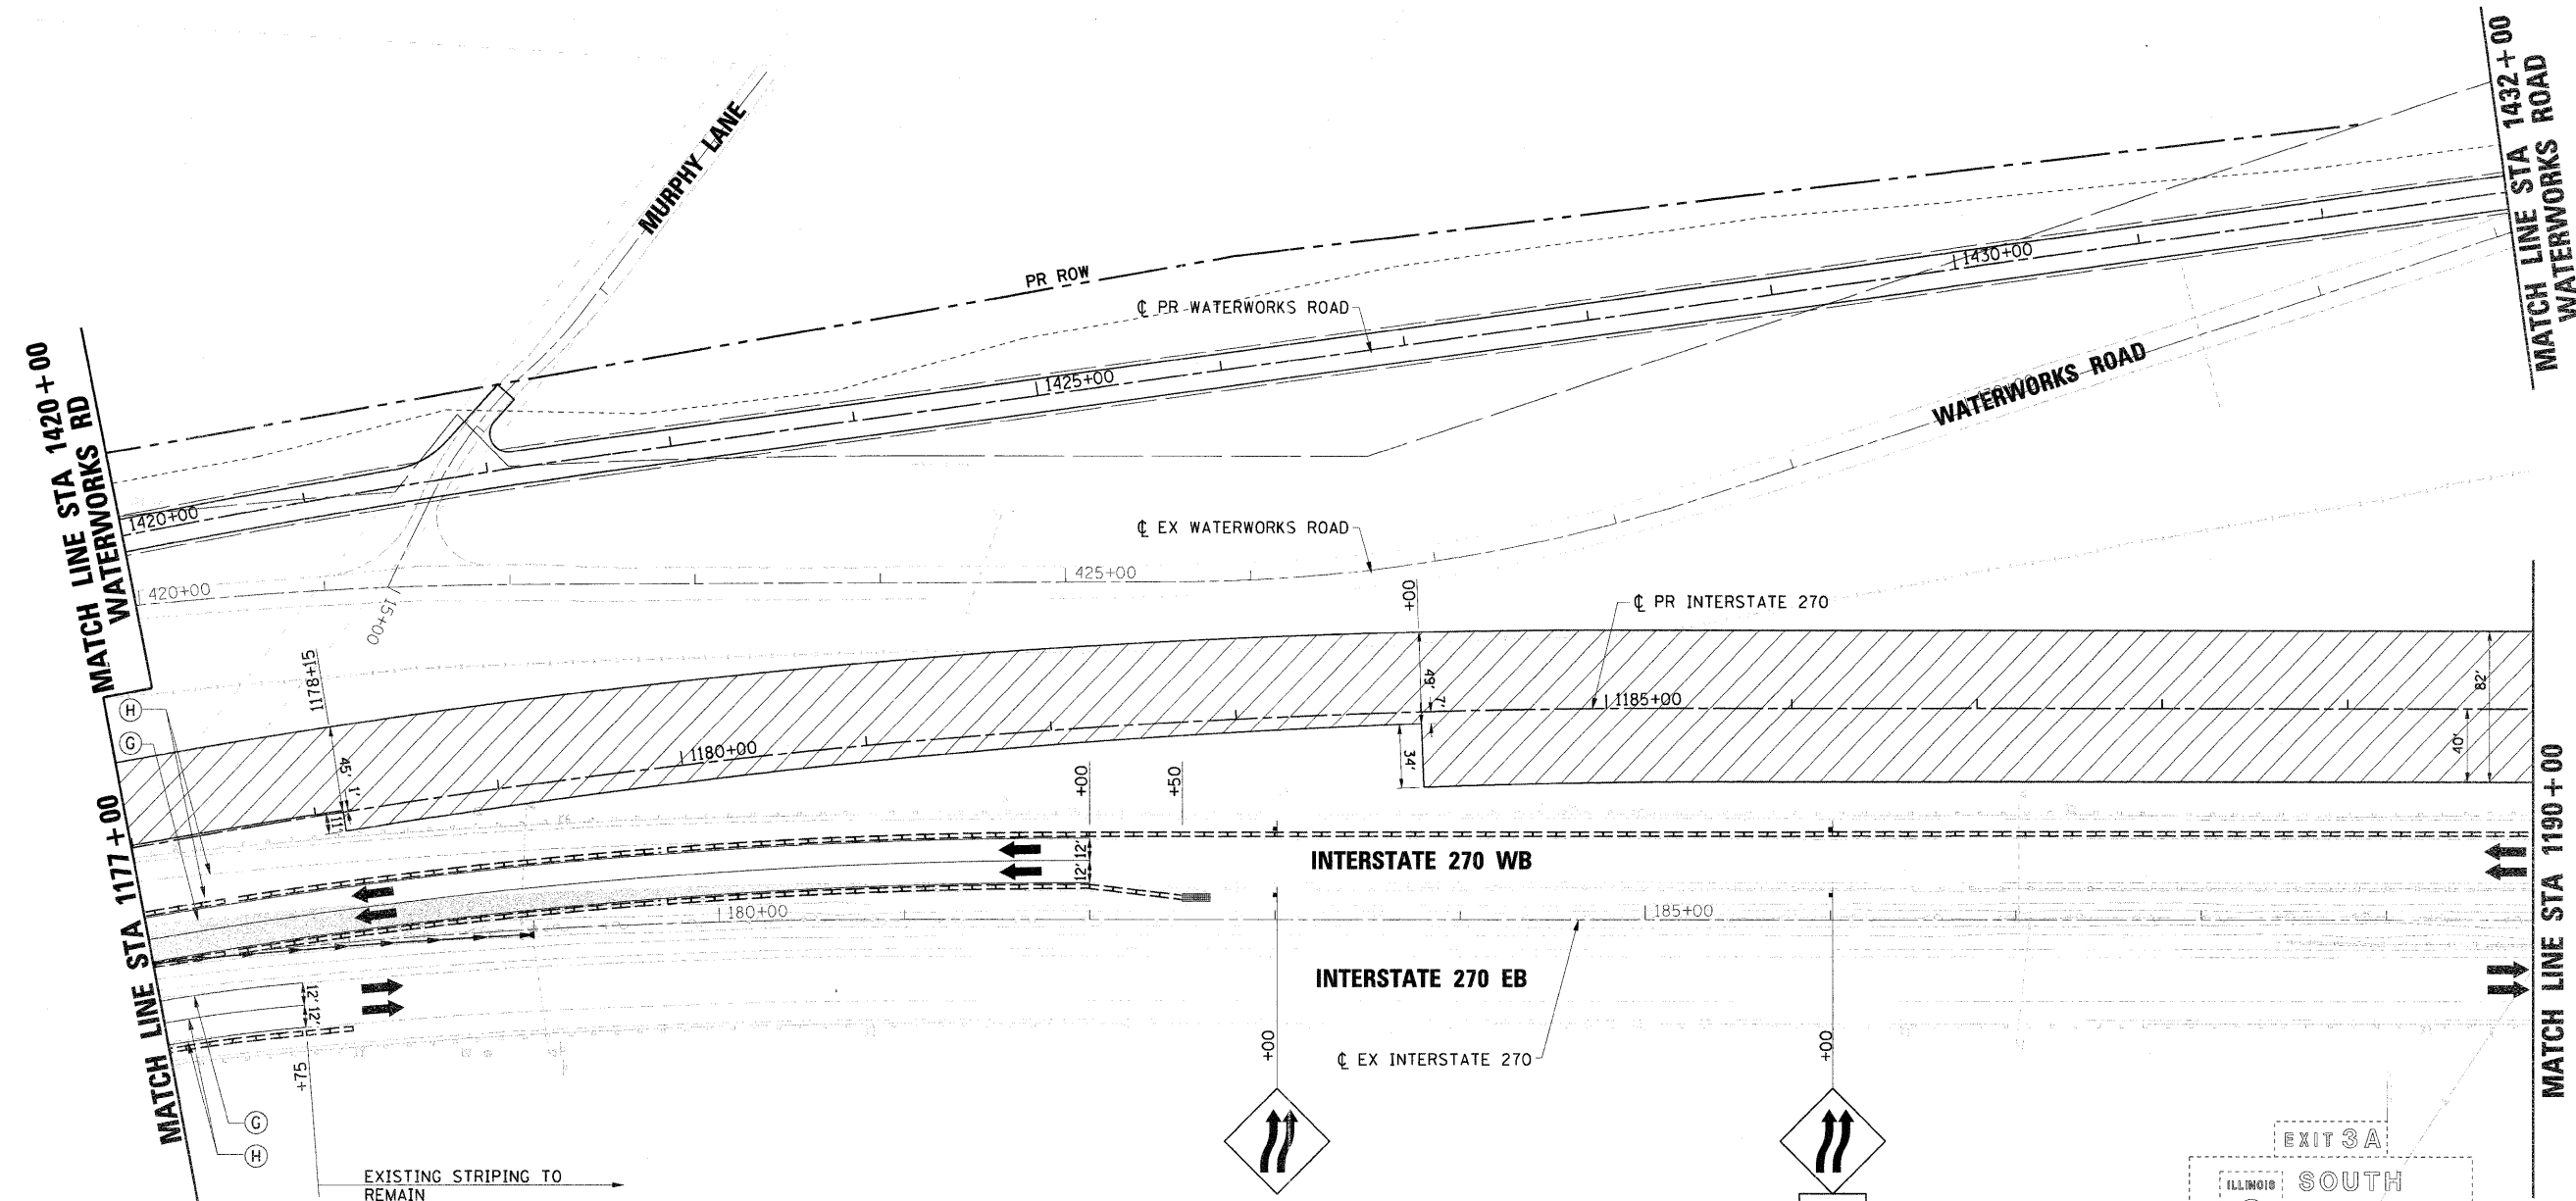 MATCH LINE STA 1432+00
WATERWORKS ROAD
MURPHY LANE
PR ROW
℄ PR WATERWORKS ROAD
1430+00
1425+00
WATERWORKS ROAD
MATCH LINE STA 1420+00
WATERWORKS RD
1420+00
℄ EX WATERWORKS ROAD
425+00
420+00
15+00
+00
℄ PR INTERSTATE 270
1178+15
49'
7'
1185+00
82'
40'
H
G
1180+00
45'
1'
11'
34'
+00
+50
MATCH LINE STA 1177+00
12'
12'
INTERSTATE 270 WB
180+00
185+00
INTERSTATE 270 EB
12'
12'
MATCH LINE STA 1190+00
+75
+00
℄ EX INTERSTATE 270
+00
G
H
EXISTING STRIPING TO
REMAIN
EXIT 3A
ILLINOIS SOUTH